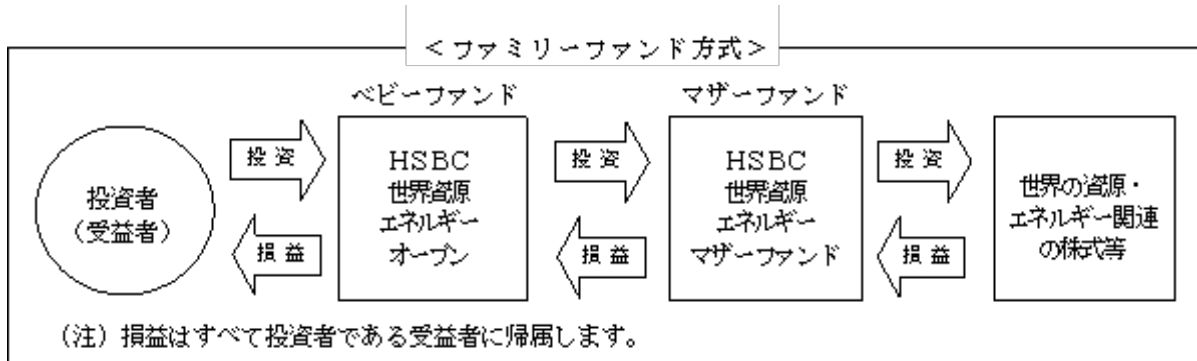 ＜ファミリーファンド方式＞
ベビーファンド
マザーファンド
投資者
（受益者）
投資
損益
HSBC
世界資源
エネルギー
オープン
投資
損益
HSBC
世界資源
エネルギー
マザーファンド
投資
損益
世界の資源・
エネルギー関連
の株式等
（注）損益はすべて投資者である受益者に帰属します。